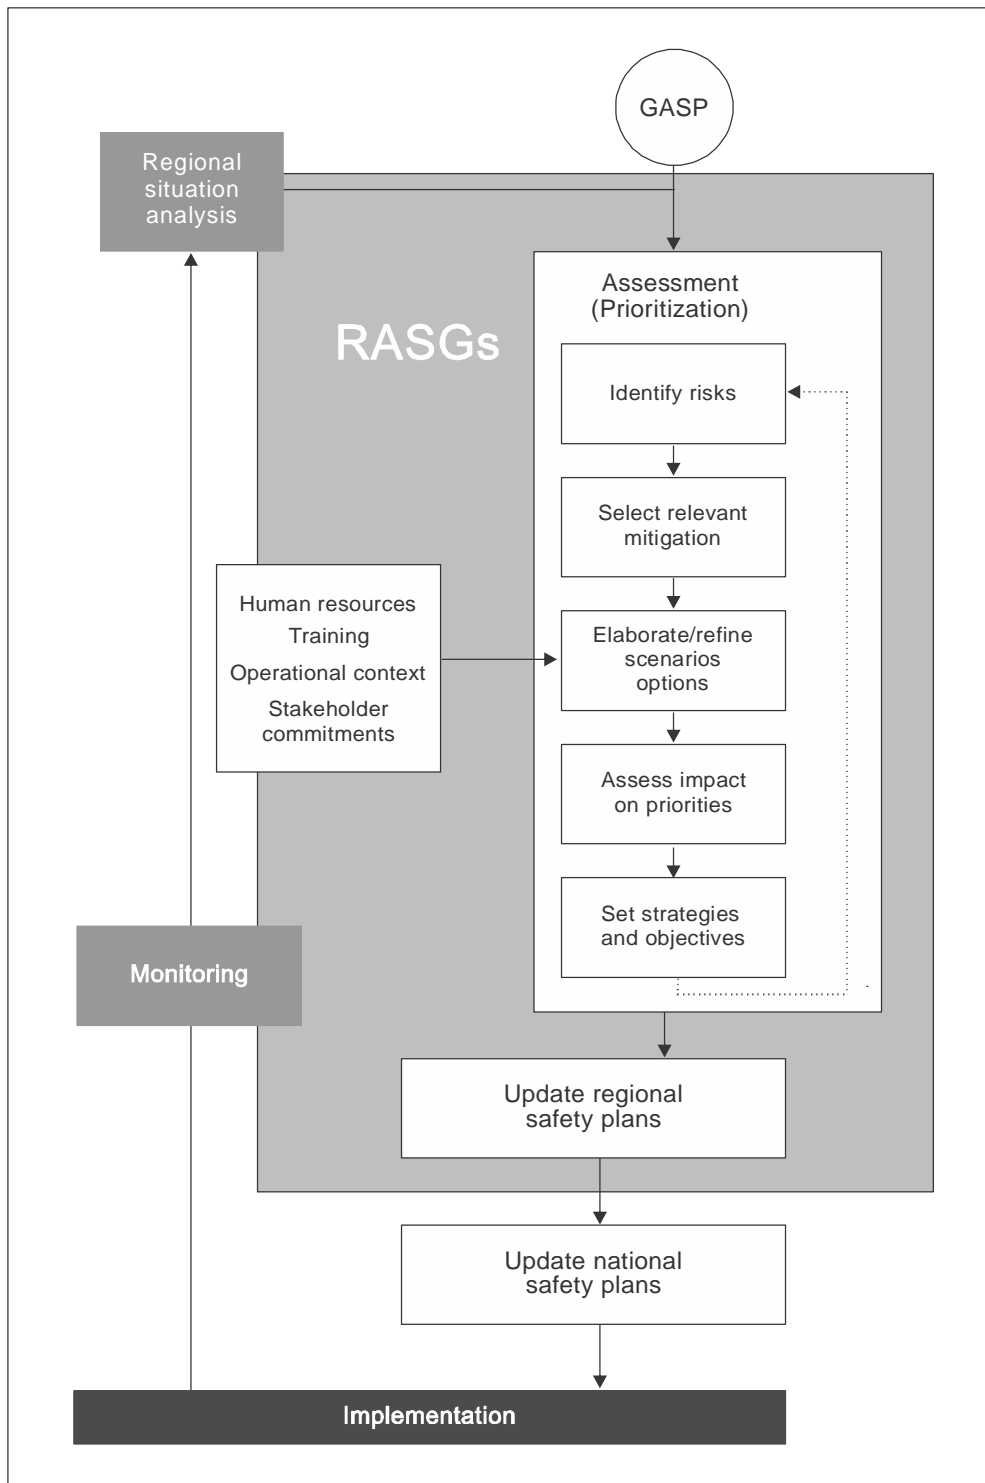 GASP
Regional
situation
analysis
Assessment
(Prioritization)
RASGs
Identify risks
Select relevant
mitigation
Human resources
Training
Operational context
Stakeholder
commitments
Elaborate/refine
scenarios
options
Assess impact
on priorities
Set strategies
and objectives
Monitoring
Update regional
safety plans
Update national
safety plans
Implementation